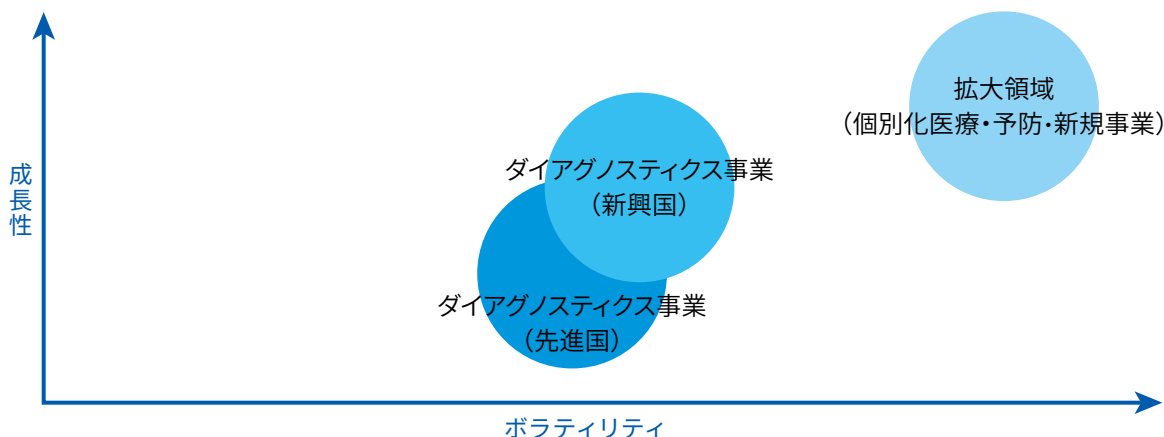 拡大領域
（個別化医療・予防・新規事業）
ダイアグノスティクス事業
（新興国）
成長性
ダイアグノスティクス事業
（先進国）
ボラティリティ